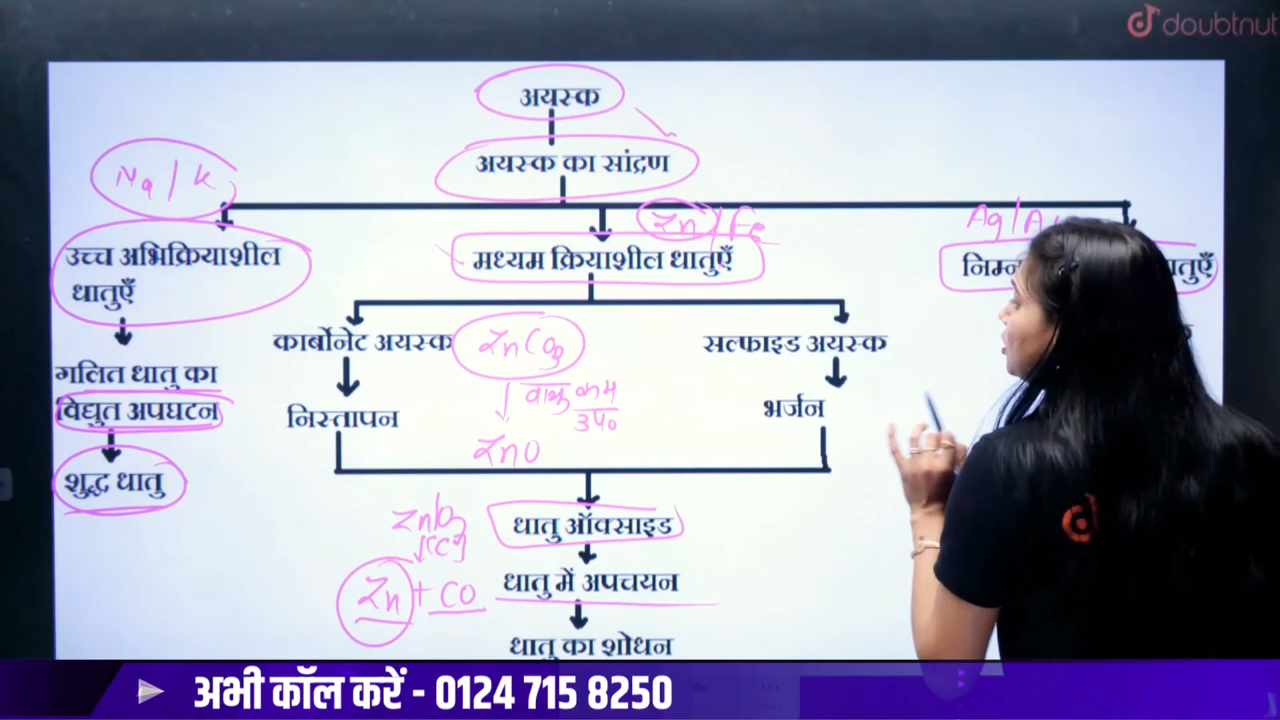 doubtnut
अयस्क
अयस्क का सांद्रण
Na / K
Zn / Fe
Ag /
उच्च अभिक्रियाशील
धातुएँ
मध्यम क्रियाशील धातुएँ
गलित धातु का
विद्युत अपघटन
शुद्ध धातु
कार्बोनेट अयस्क
ZnCO3
सल्फाइड अयस्क
निस्तापन
ZnO
भर्जन
धातु ऑक्साइड
[C]
Zn + CO
धातु में अपचयन
धातु का शोधन
अभी कॉल करें - 0124 715 8250